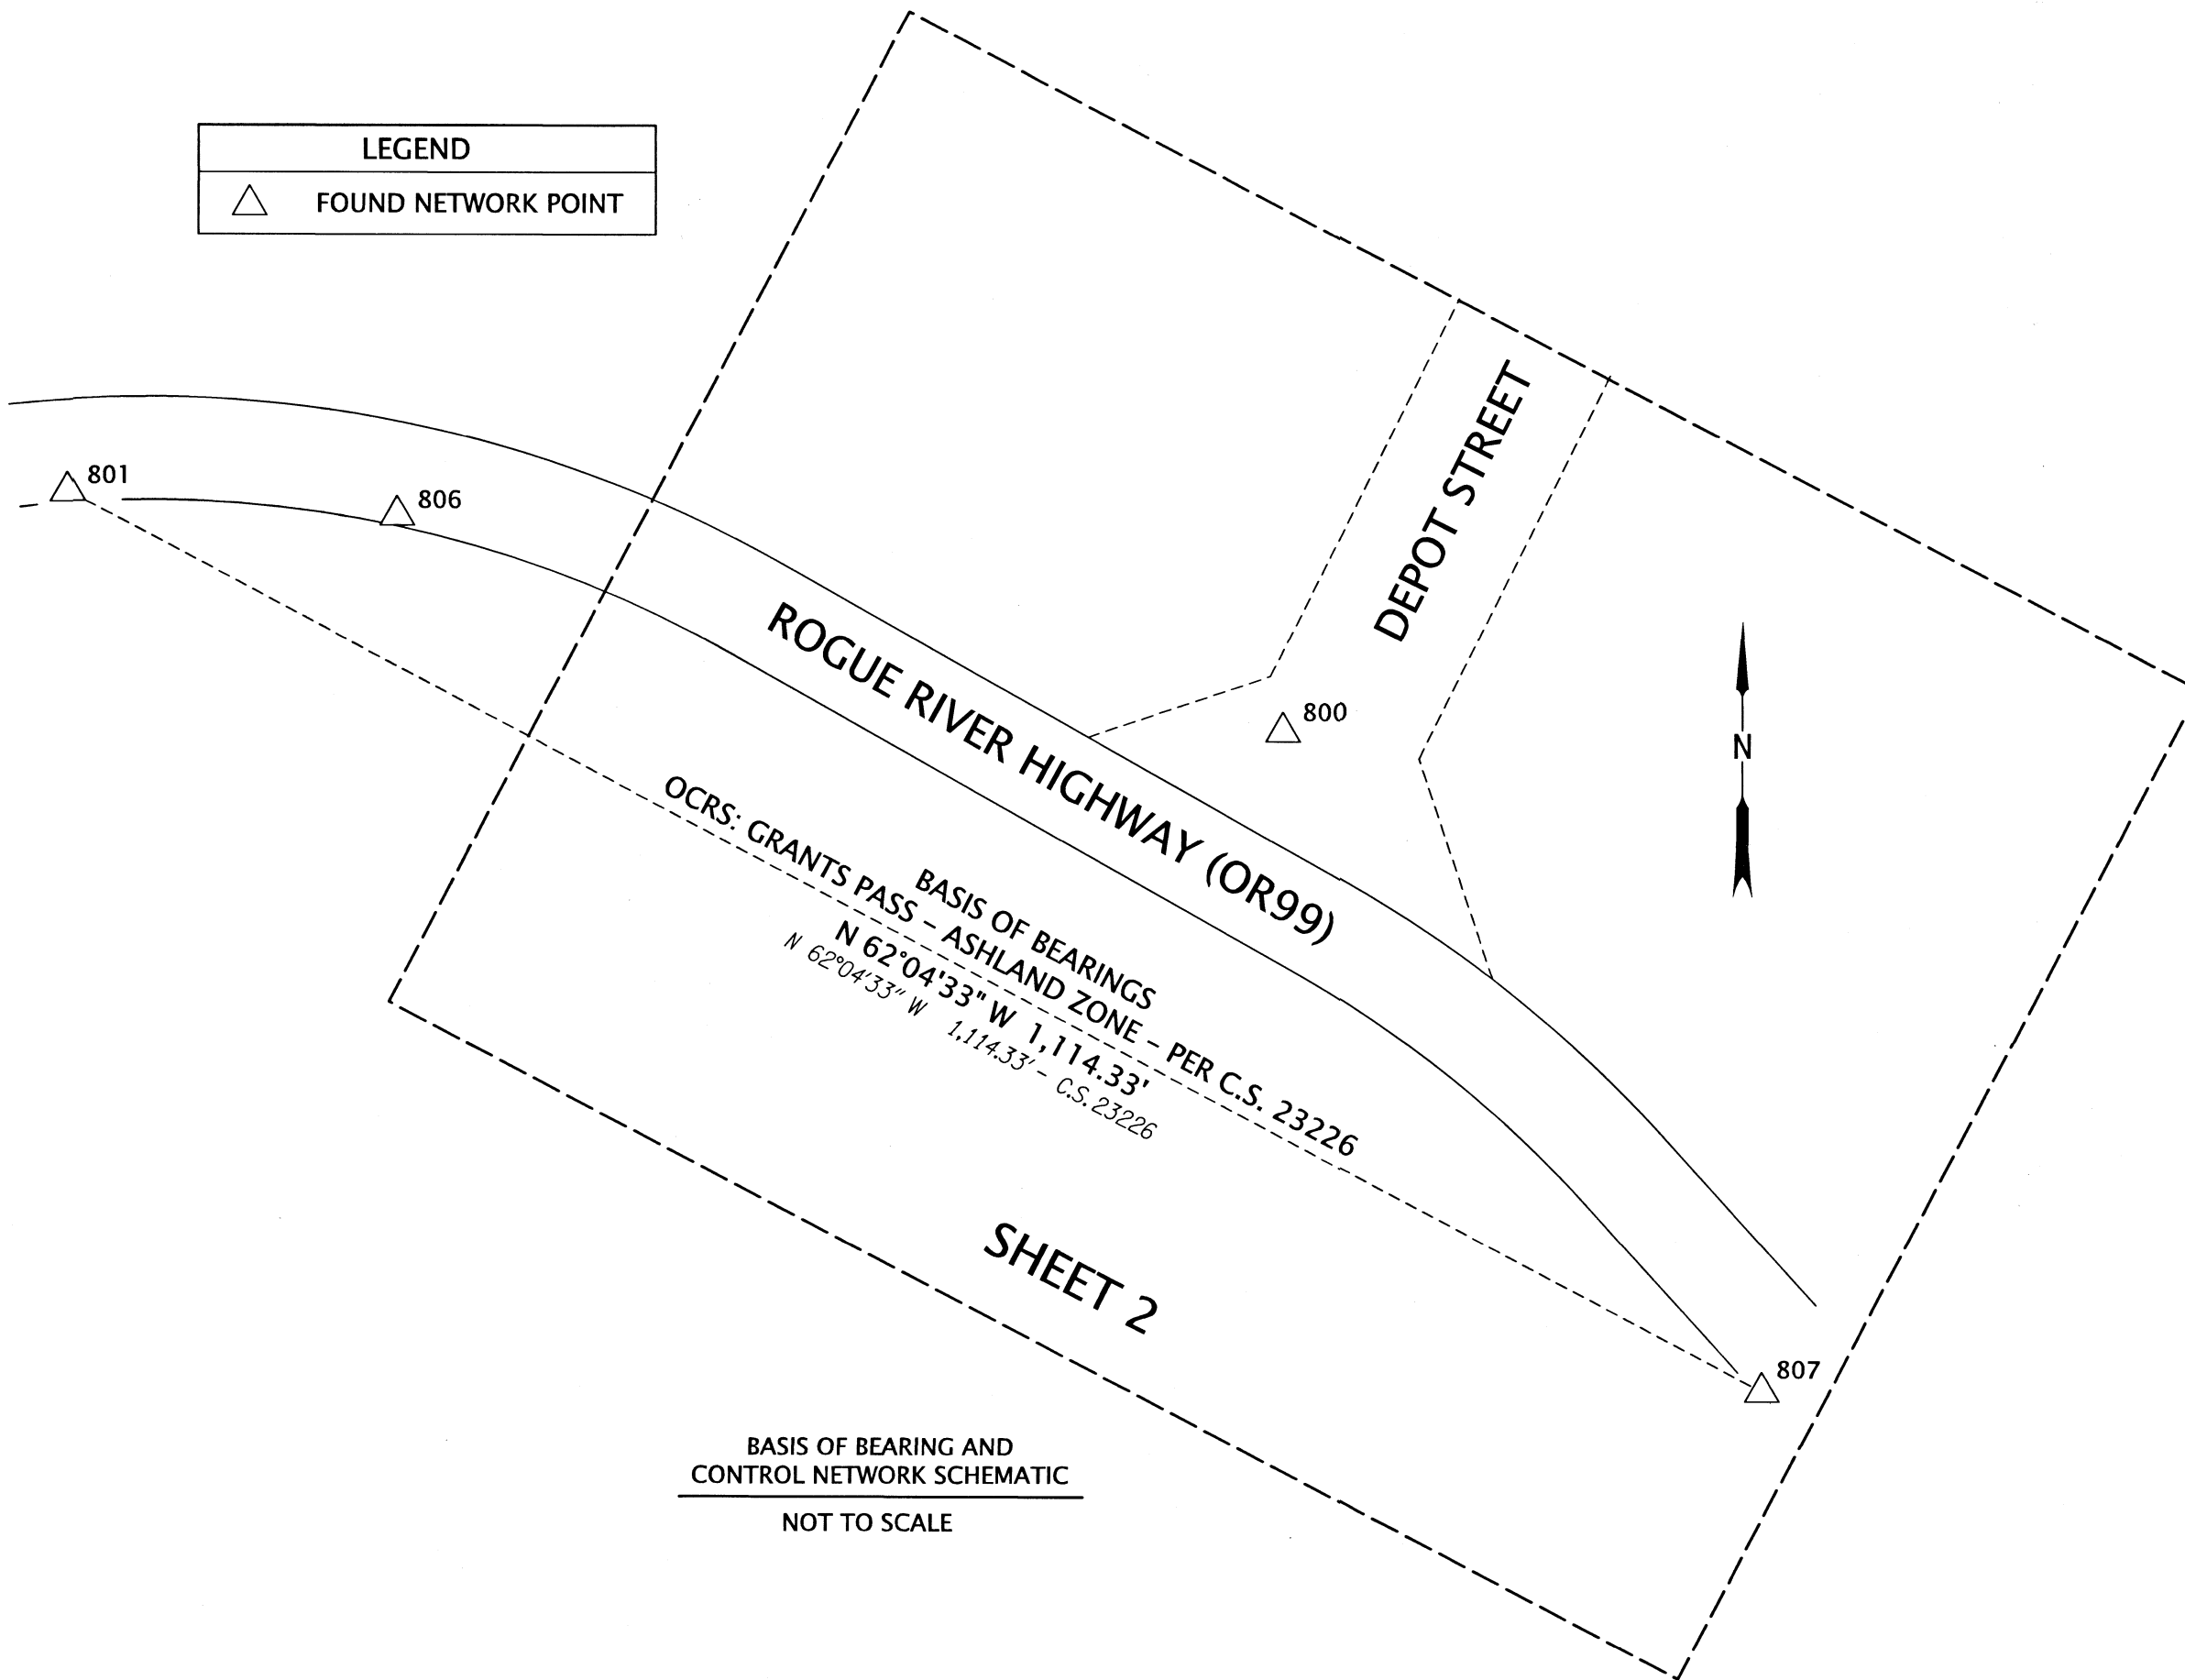 LEGEND
FOUND NETWORK POINT
801
806
DEPOT STREET
800
N
ROGUE RIVER HIGHWAY (OR99)
BASIS OF BEARINGS
OCRS: GRANTS PASS – ASHLAND ZONE – PER C.S. 23226
N 62°04'33" W 1,114.33'
N 62°04'33" W 1,114.33' – C.S. 23226
SHEET 2
807
BASIS OF BEARING AND
CONTROL NETWORK SCHEMATIC
NOT TO SCALE